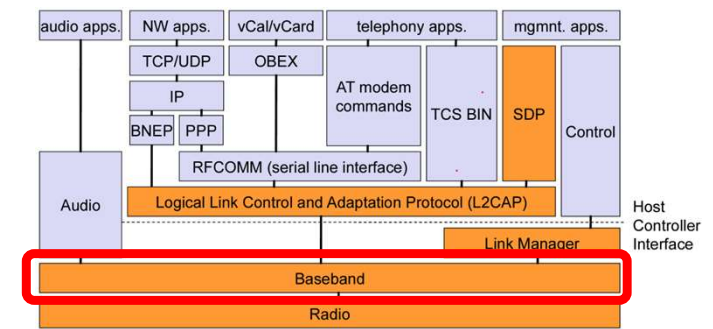 audio apps.
NW apps.
vCal/vCard
telephony apps.
mgmnt. apps.
TCP/UDP
OBEX
AT modem
commands
TCS BIN
SDP
Control
IP
BNEP
PPP
RFCOMM (serial line interface)
Audio
Logical Link Control and Adaptation Protocol (L2CAP)
Host
Controller
Interface
Link Manager
Baseband
Radio